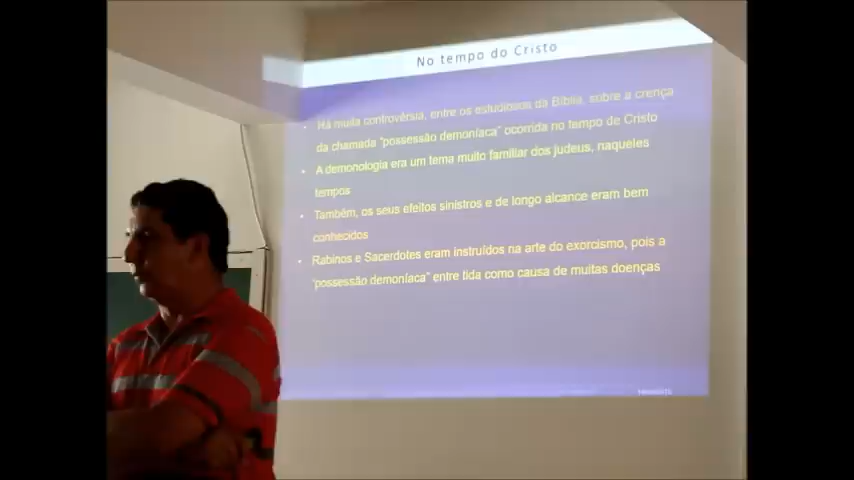 No tempo do Cristo
• Há muita controvérsia, entre os estudiosos da Bíblia, sobre a crença
da chamada "possessão demoníaca" ocorrida no tempo de Cristo
• A demonologia era um tema muito familiar dos judeus, naqueles
tempos
• Também, os seus efeitos sinistros e de longo alcance eram bem
conhecidos
• Rabinos e Sacerdotes eram instruídos na arte do exorcismo, pois a
"possessão demoníaca" entre tida como causa de muitas doenças